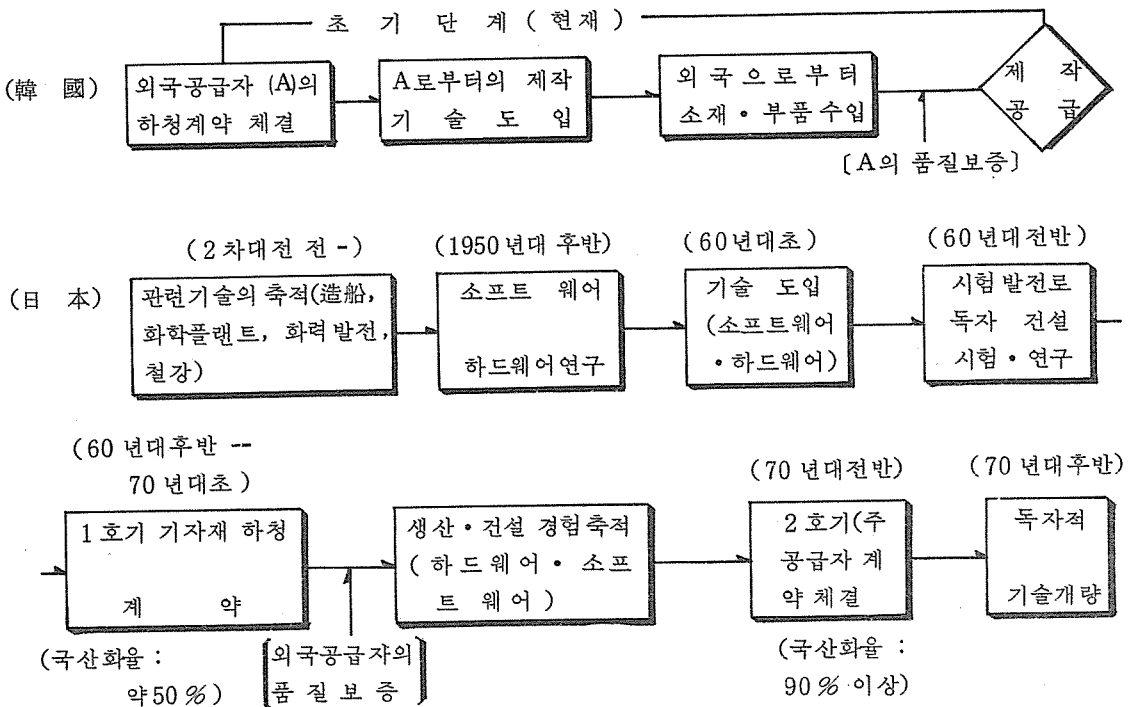 초 기 단 계 ( 현 재 )
(韓 國)
외국공급자 (A)의
하청계약 체결
A로부터의 제작
기 술 도 입
외 국 으 로 부 터
소재・부품수입
제 작
공 급
〔A의 품질보증〕
(2차대전 전 -)
(1950년대 후반)
(60년대초)
(60년대전반)
(日 本)
관련기술의 축적(造船,
화학플랜트, 화력발전,
철강)
소프트 웨어
하드웨어연구
기술 도입
(소프트웨어
・하드웨어)
시험발전로
독자 건설
시험・연구
(60년대후반 --
70년대초)
(70년대전반)
(70년대후반)
1호기 기자재 하청
계 약
생산・건설 경험축적
(하드웨어・ 소프
트 웨어)
2호기(주
공급자 계
약 체결
독자적
기술개량
(국산화율 :
약50%)
[외국공급자의
품 질 보 증]
(국산화율 :
90% 이상)